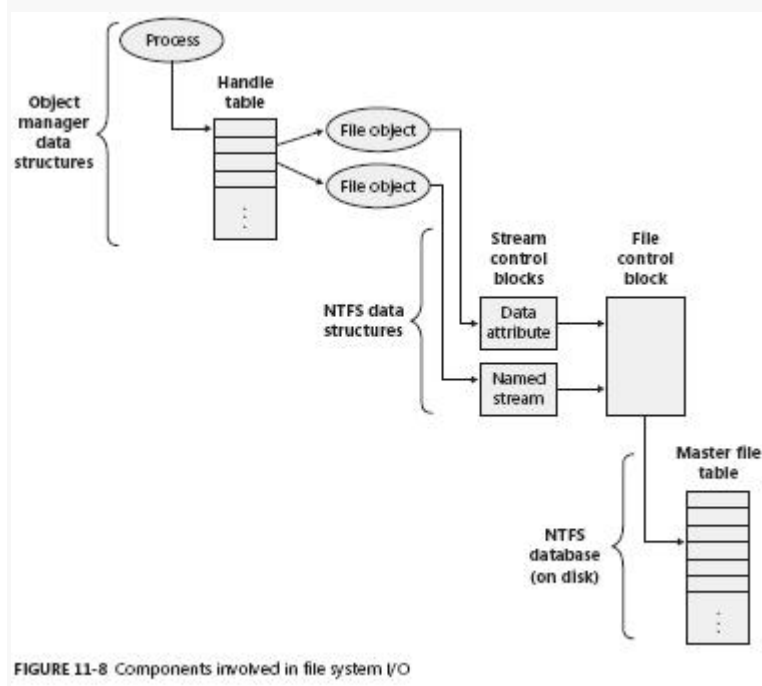 Process
Handle
table
Object
manager
data
structures
File object
File object
Stream
control
blocks
File
control
block
NTFS data
structures
Data
attribute
Named
stream
Master file
table
NTFS
database
(on disk)
FIGURE 11-8 Components involved in file system I/O